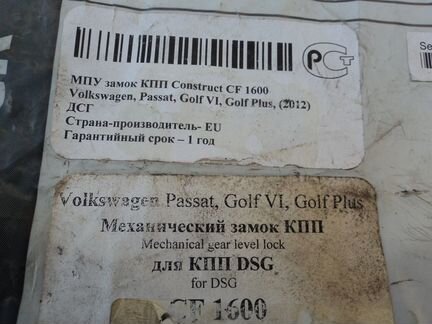 МПУ замок КПП Construct CF 1600
Volkswagen, Passat, Golf VI, Golf Plus, (2012)
ДСГ
Страна-производитель- EU
Гарантийный срок – 1 год
Se
Volkswagen Passat, Golf VI, Golf Plus
Механический замок КПП
Mechanical gear level lock
для КПП DSG
for DSG
CF 1600